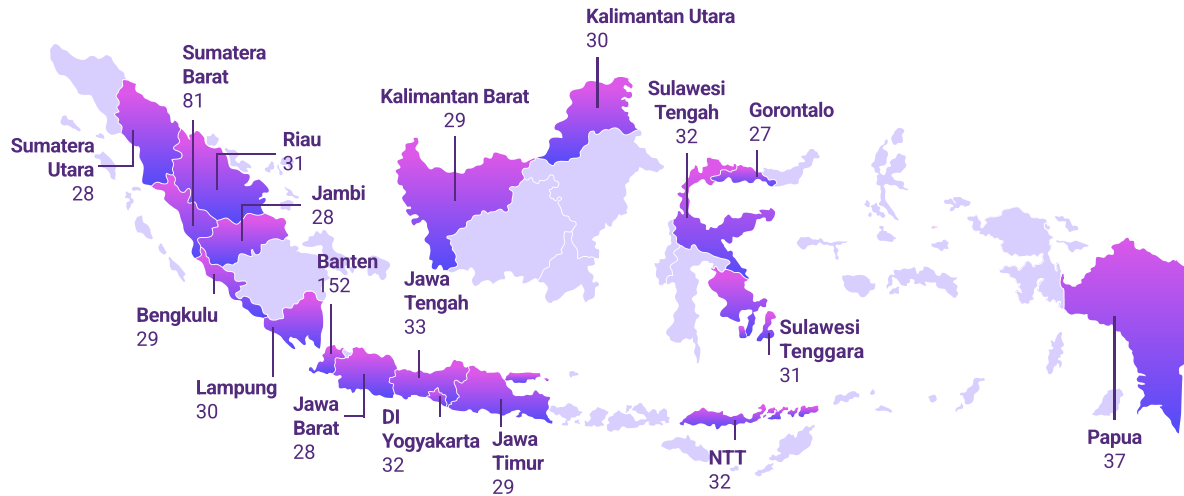 Kalimantan Utara
30
Sumatera
Barat
81
Kalimantan Barat
29
Sulawesi
Tengah
32
Gorontalo
27
Sumatera
Utara
28
Riau
31
Jambi
28
Banten
152
Jawa
Tengah
33
Bengkulu
29
Sulawesi
Tenggara
31
Lampung
30
Jawa
Barat
28
DI
Yogyakarta
32
Jawa
Timur
29
NTT
32
Papua
37